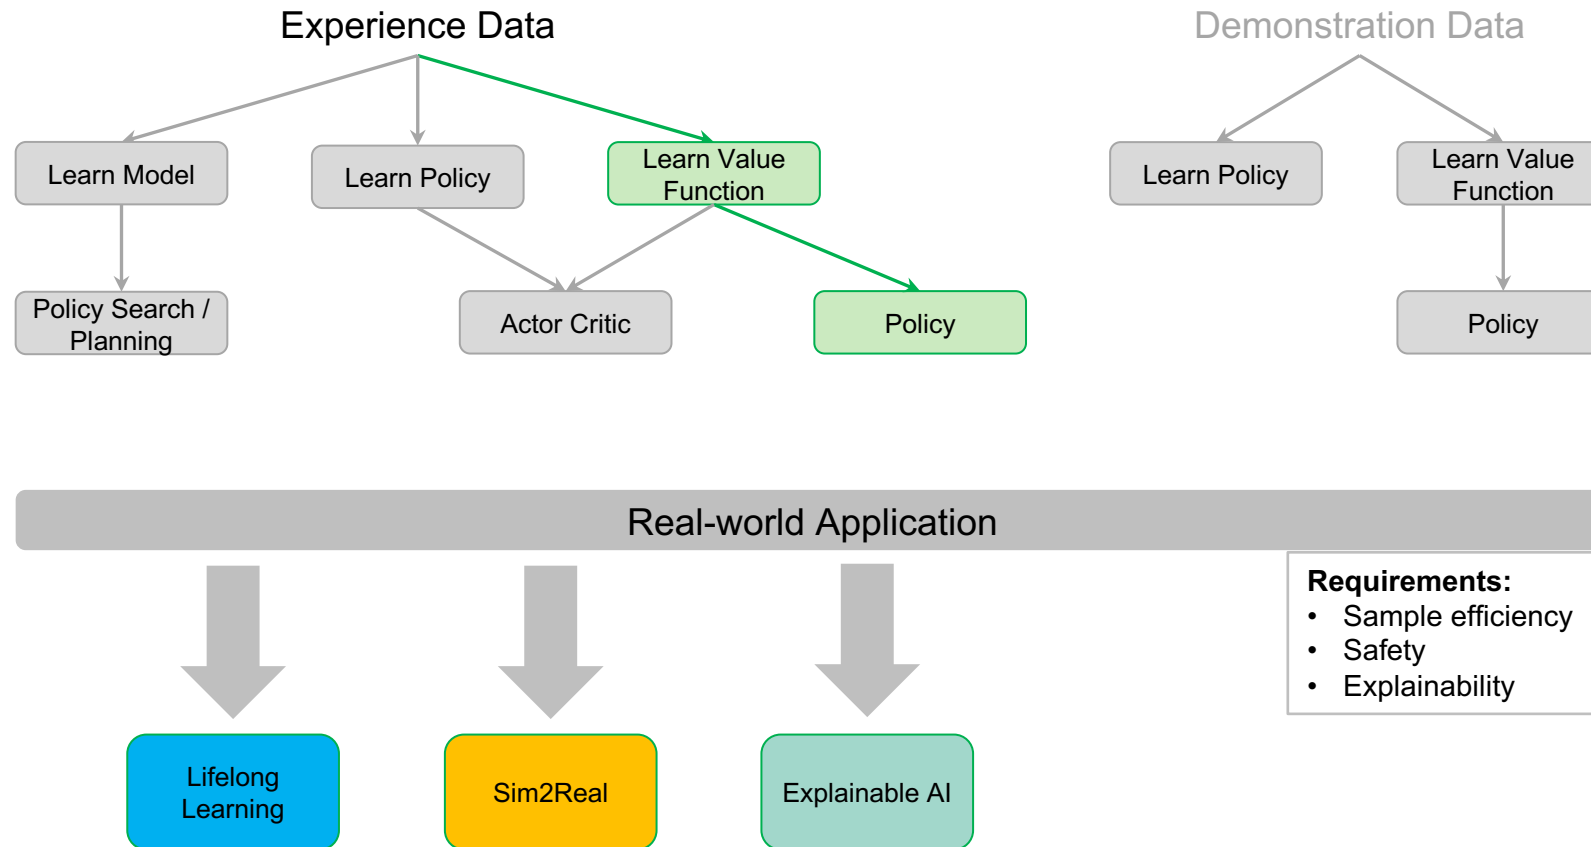 Experience Data
Demonstration Data
Learn Model
Learn Policy
Learn Value
Function
Learn Policy
Learn Value
Function
Policy Search /
Planning
Actor Critic
Policy
Policy
Real-world Application
Requirements:
• Sample efficiency
• Safety
• Explainability
Lifelong
Learning
Sim2Real
Explainable AI